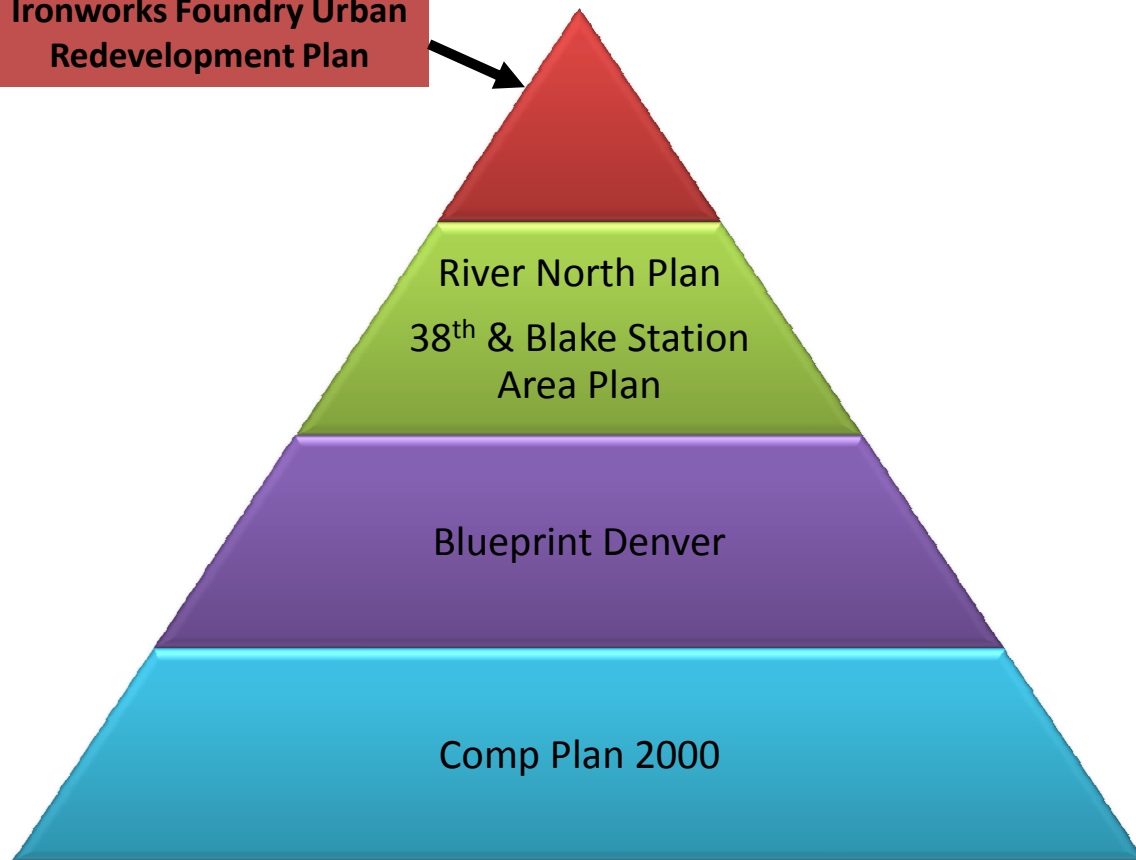 Ironworks Foundry Urban
Redevelopment Plan
River North Plan
38th & Blake Station
Area Plan
Blueprint Denver
Comp Plan 2000